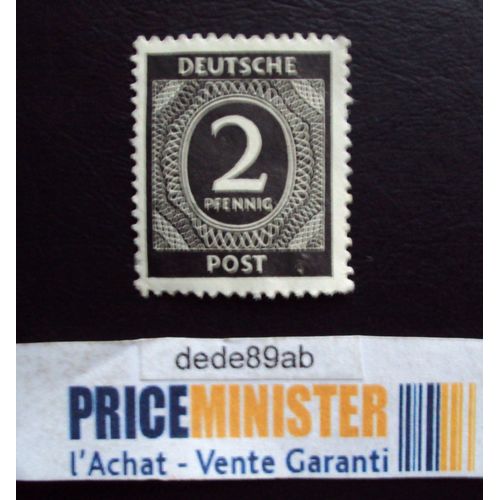 DEUTSCHE
2
PFENNIG
POST
dede89ab
PRICEMINISTER
l'Achat - Vente Garanti